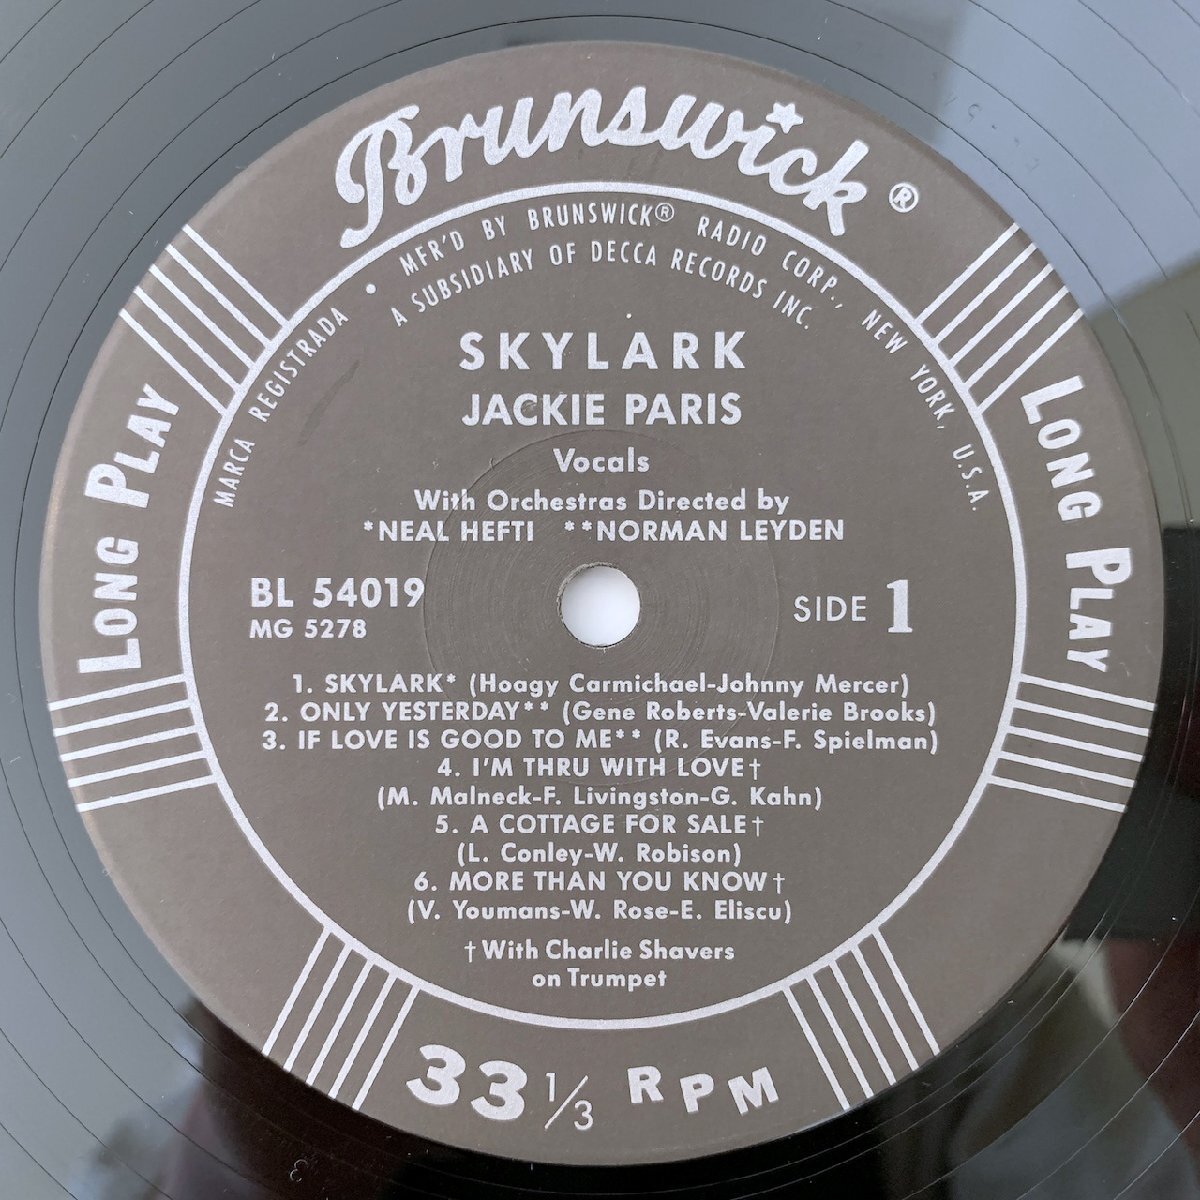 Brunswick®
MARCA REGISTRADA • MFR'D BY BRUNSWICK® RADIO CORP., NEW YORK, U.S.A.
A SUBSIDIARY OF DECCA RECORDS INC.
LONG PLAY
LONG PLAY
SKYLARK
JACKIE PARIS
Vocals
With Orchestras Directed by
*NEAL HEFTI **NORMAN LEYDEN
BL 54019
MG 5278
SIDE 1
1. SKYLARK* (Hoagy Carmichael-Johnny Mercer)
2. ONLY YESTERDAY** (Gene Roberts-Valerie Brooks)
3. IF LOVE IS GOOD TO ME** (R. Evans-F. Spielman)
4. I'M THRU WITH LOVE†
(M. Malneck-F. Livingston-G. Kahn)
5. A COTTAGE FOR SALE†
(L. Conley-W. Robison)
6. MORE THAN YOU KNOW†
(V. Youmans-W. Rose-E. Eliscu)
†With Charlie Shavers
on Trumpet
33 1/3 RPM